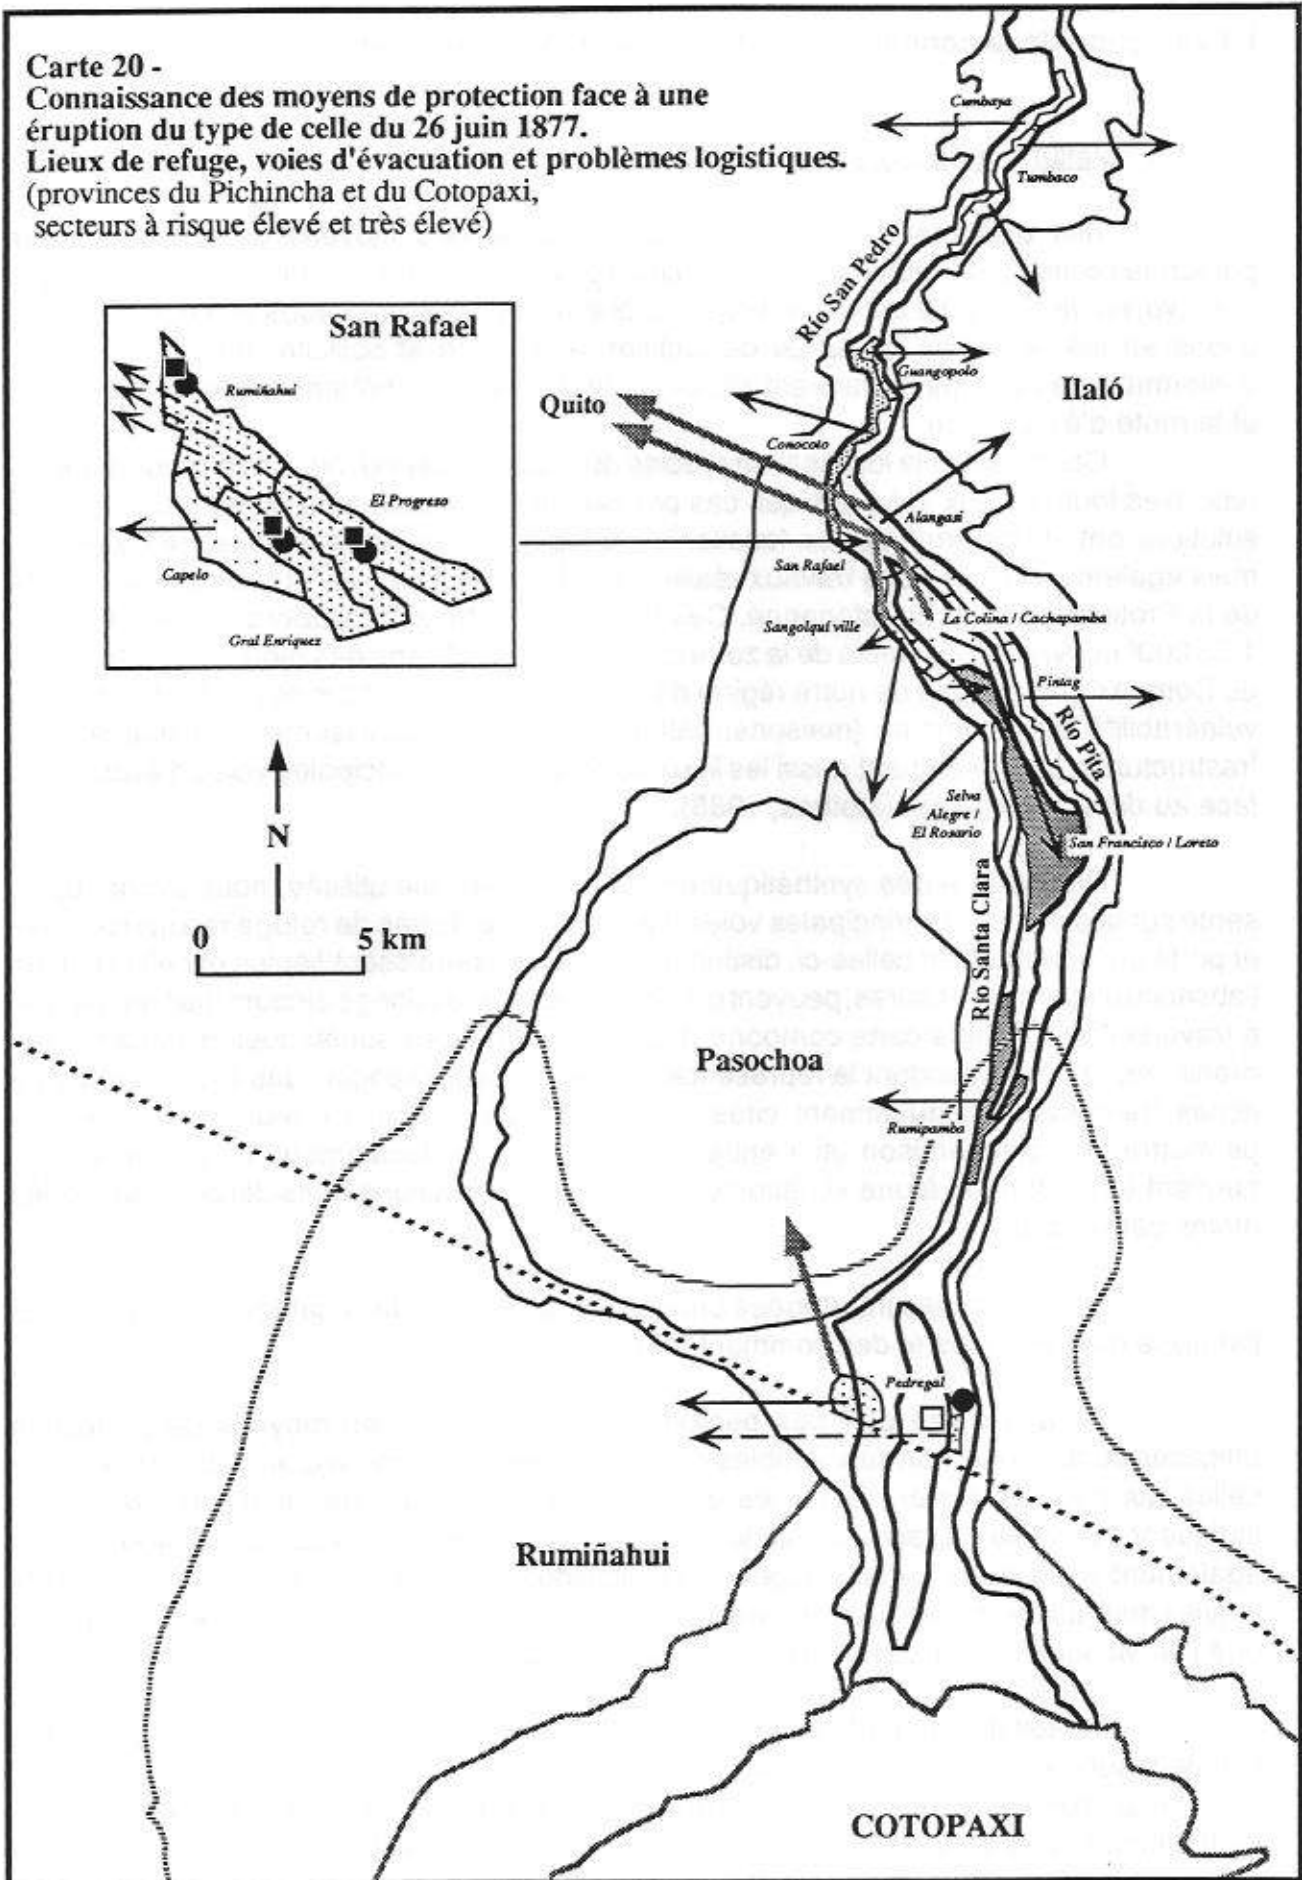 Carte 20 -
Connaissance des moyens de protection face à une
éruption du type de celle du 26 juin 1877.
Lieux de refuge, voies d'évacuation et problèmes logistiques.
(provinces du Pichincha et du Cotopaxi,
secteurs à risque élevé et très élevé)
Cumbaya
Tumbaco
Río San Pedro
San Rafael
Rumiñahui
El Progreso
Capelo
Gral Enriquez
Guangopolo
Ilaló
Quito
Conocoto
Alangasi
San Rafael
La Colina / Cachapamba
Sangolqui ville
Pintag
Río Pita
Selva
Alegre /
El Rosario
San Francisco / Loreto
N
0
5 km
Río Santa Clara
Pasochoa
Rumipamba
Pedregal
Rumiñahui
COTOPAXI